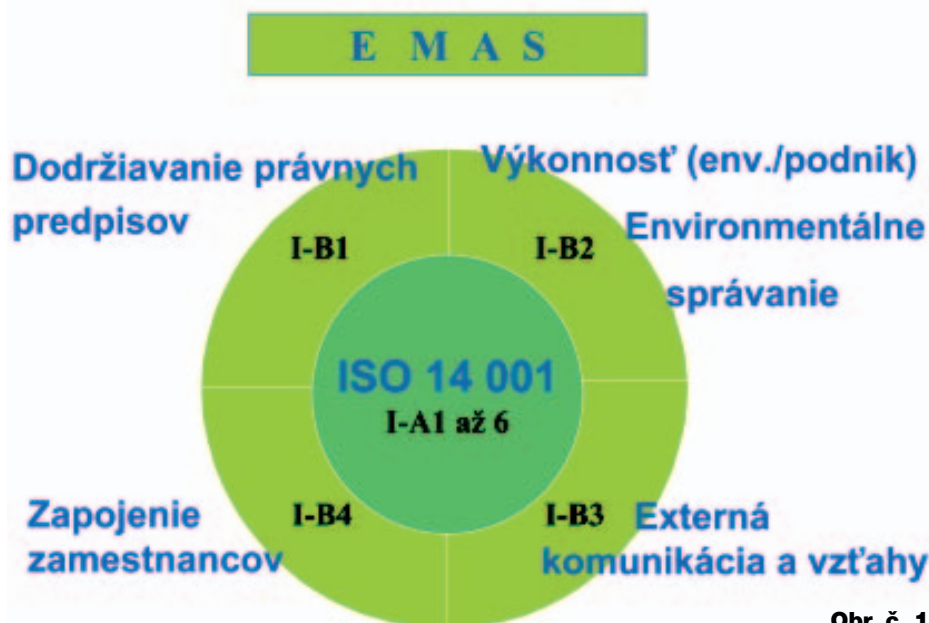 E M A S
Dodržiavanie právnych
predpisov
I-B1
Výkonnosť (env./podnik)
Environmentálne
správanie
I-B2
ISO 14 001
I-A1 až 6
Zapojenie
zamestnancov
I-B4
I-B3
Externá
komunikácia a vzťahy
Obr. č. 1